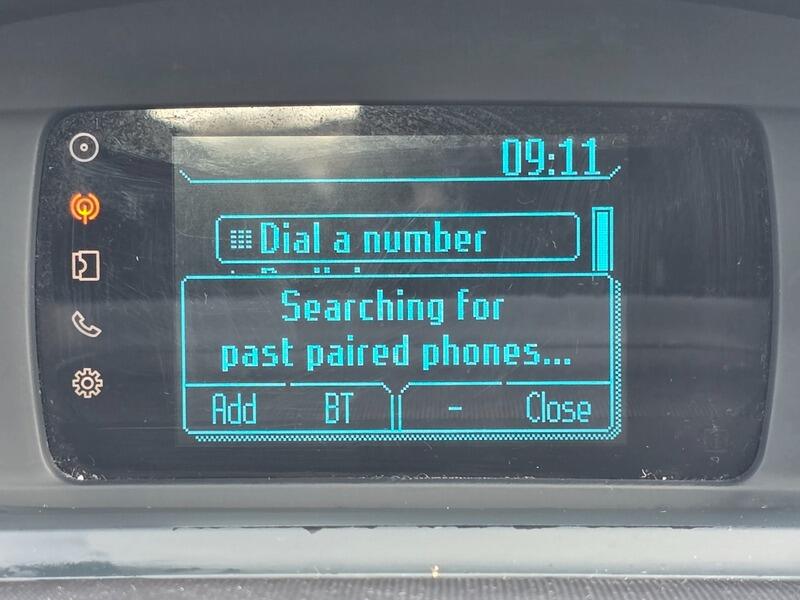 09:11
Dial a number
Searching for
past paired phones...
Add BT - Close